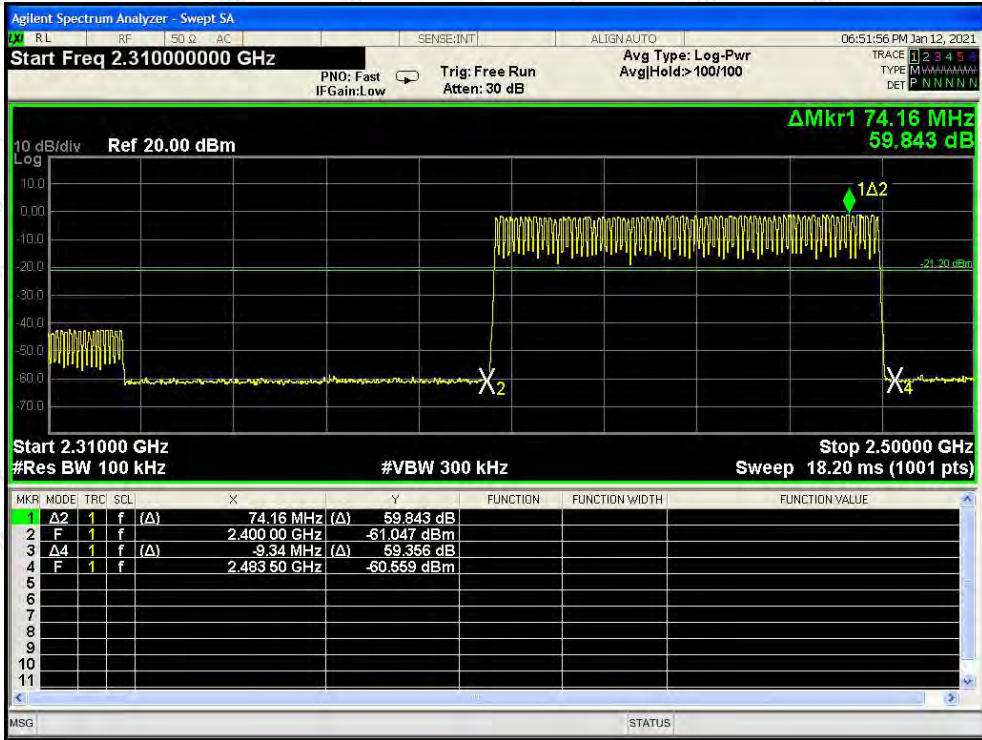 Agilent Spectrum Analyzer - Swept SA
LXI RL RF 50 Ω AC SENSE:INT ALIGN AUTO 06:51:56 PM Jan 12, 2021
Start Freq 2.310000000 GHz
PNO: Fast IFGain:Low
Trig: Free Run Atten: 30 dB
Avg Type: Log-Pwr Avg|Hold:> 100/100
TRACE 1 2 3 4 5 6
TYPE M
DET P N N N N N
ΔMkr1 74.16 MHz
59.843 dB
10 dB/div Ref 20.00 dBm
Log
10.0
0.00
-10.0
-20.0
-30.0
-40.0
-50.0
-60.0
-70.0
1Δ2
-21.20 dBm
2
4
Start 2.31000 GHz Stop 2.50000 GHz
#Res BW 100 kHz #VBW 300 kHz Sweep 18.20 ms (1001 pts)
MKR MODE TRC SCL X Y FUNCTION FUNCTION WIDTH FUNCTION VALUE
1 Δ2 1 f (Δ) 74.16 MHz (Δ) 59.843 dB
2 F 1 f 2.400 00 GHz -61.047 dBm
3 Δ4 1 f (Δ) -9.34 MHz (Δ) 59.356 dB
4 F 1 f 2.483 50 GHz -60.559 dBm
5
6
7
8
9
10
11
MSG STATUS